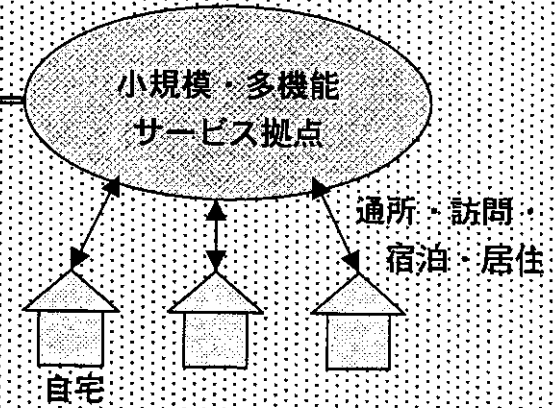 小規模・多機能
サービス拠点
通所・訪問・
宿泊・居住
自宅